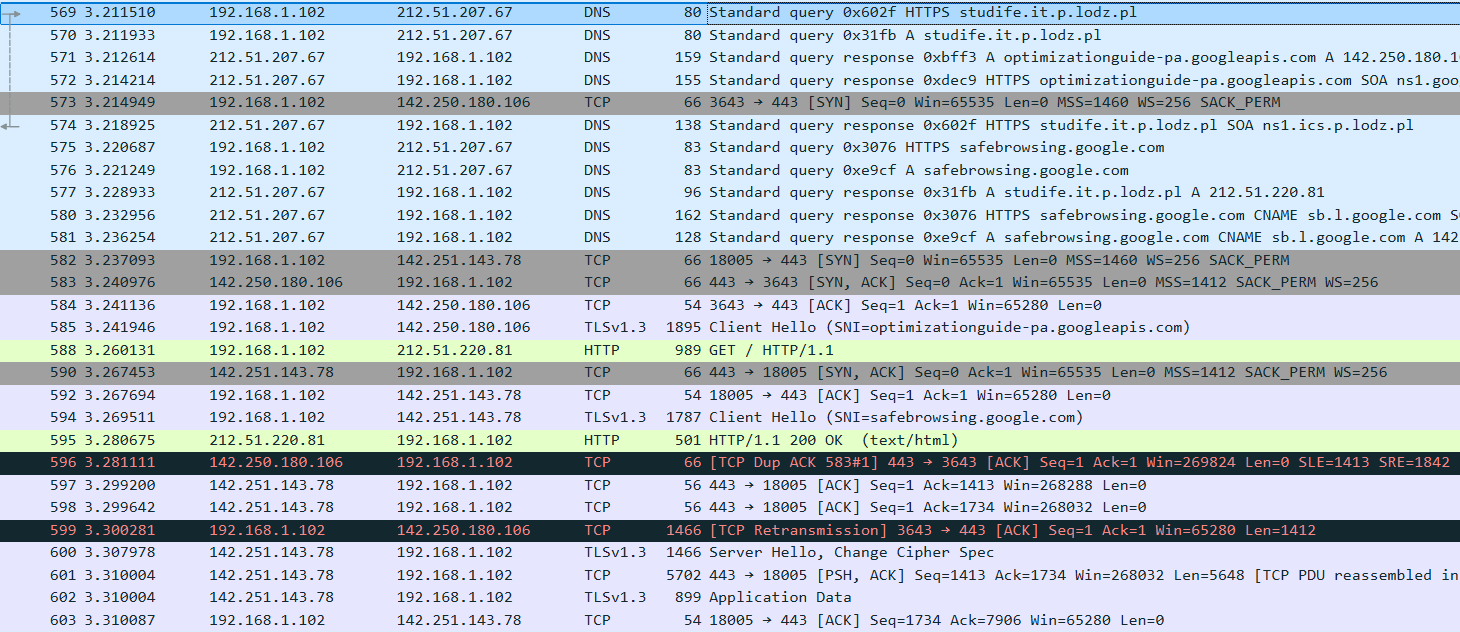 569 3.211510 192.168.1.102 212.51.207.67 DNS 80 Standard query 0x602f HTTPS studife.it.p.lodz.pl
570 3.211933 192.168.1.102 212.51.207.67 DNS 80 Standard query 0x31fb A studife.it.p.lodz.pl
571 3.212614 212.51.207.67 192.168.1.102 DNS 159 Standard query response 0xbff3 A optimizationguide-pa.googleapis.com A 142.250.180.1
572 3.214214 212.51.207.67 192.168.1.102 DNS 155 Standard query response 0xdec9 HTTPS optimizationguide-pa.googleapis.com SOA ns1.goo
573 3.214949 192.168.1.102 142.250.180.106 TCP 66 3643 → 443 [SYN] Seq=0 Win=65535 Len=0 MSS=1460 WS=256 SACK_PERM
574 3.218925 212.51.207.67 192.168.1.102 DNS 138 Standard query response 0x602f HTTPS studife.it.p.lodz.pl SOA ns1.ics.p.lodz.pl
575 3.220687 192.168.1.102 212.51.207.67 DNS 83 Standard query 0x3076 HTTPS safebrowsing.google.com
576 3.221249 192.168.1.102 212.51.207.67 DNS 83 Standard query 0xe9cf A safebrowsing.google.com
577 3.228933 212.51.207.67 192.168.1.102 DNS 96 Standard query response 0x31fb A studife.it.p.lodz.pl A 212.51.220.81
580 3.232956 212.51.207.67 192.168.1.102 DNS 162 Standard query response 0x3076 HTTPS safebrowsing.google.com CNAME sb.l.google.com S
581 3.236254 212.51.207.67 192.168.1.102 DNS 128 Standard query response 0xe9cf A safebrowsing.google.com CNAME sb.l.google.com A 142
582 3.237093 192.168.1.102 142.251.143.78 TCP 66 18005 → 443 [SYN] Seq=0 Win=65535 Len=0 MSS=1460 WS=256 SACK_PERM
583 3.240976 142.250.180.106 192.168.1.102 TCP 66 443 → 3643 [SYN, ACK] Seq=0 Ack=1 Win=65535 Len=0 MSS=1412 SACK_PERM WS=256
584 3.241136 192.168.1.102 142.250.180.106 TCP 54 3643 → 443 [ACK] Seq=1 Ack=1 Win=65280 Len=0
585 3.241946 192.168.1.102 142.250.180.106 TLSv1.3 1895 Client Hello (SNI=optimizationguide-pa.googleapis.com)
588 3.260131 192.168.1.102 212.51.220.81 HTTP 989 GET / HTTP/1.1
590 3.267453 142.251.143.78 192.168.1.102 TCP 66 443 → 18005 [SYN, ACK] Seq=0 Ack=1 Win=65535 Len=0 MSS=1412 SACK_PERM WS=256
592 3.267694 192.168.1.102 142.251.143.78 TCP 54 18005 → 443 [ACK] Seq=1 Ack=1 Win=65280 Len=0
594 3.269511 192.168.1.102 142.251.143.78 TLSv1.3 1787 Client Hello (SNI=safebrowsing.google.com)
595 3.280675 212.51.220.81 192.168.1.102 HTTP 501 HTTP/1.1 200 OK (text/html)
596 3.281111 142.250.180.106 192.168.1.102 TCP 66 [TCP Dup ACK 583#1] 443 → 3643 [ACK] Seq=1 Ack=1 Win=269824 Len=0 SLE=1413 SRE=1842
597 3.299200 142.251.143.78 192.168.1.102 TCP 56 443 → 18005 [ACK] Seq=1 Ack=1413 Win=268288 Len=0
598 3.299642 142.251.143.78 192.168.1.102 TCP 56 443 → 18005 [ACK] Seq=1 Ack=1734 Win=268032 Len=0
599 3.300281 192.168.1.102 142.250.180.106 TCP 1466 [TCP Retransmission] 3643 → 443 [ACK] Seq=1 Ack=1 Win=65280 Len=1412
600 3.307978 142.251.143.78 192.168.1.102 TLSv1.3 1466 Server Hello, Change Cipher Spec
601 3.310004 142.251.143.78 192.168.1.102 TCP 5702 443 → 18005 [PSH, ACK] Seq=1413 Ack=1734 Win=268032 Len=5648 [TCP PDU reassembled in
602 3.310004 142.251.143.78 192.168.1.102 TLSv1.3 899 Application Data
603 3.310087 192.168.1.102 142.251.143.78 TCP 54 18005 → 443 [ACK] Seq=1734 Ack=7906 Win=65280 Len=0